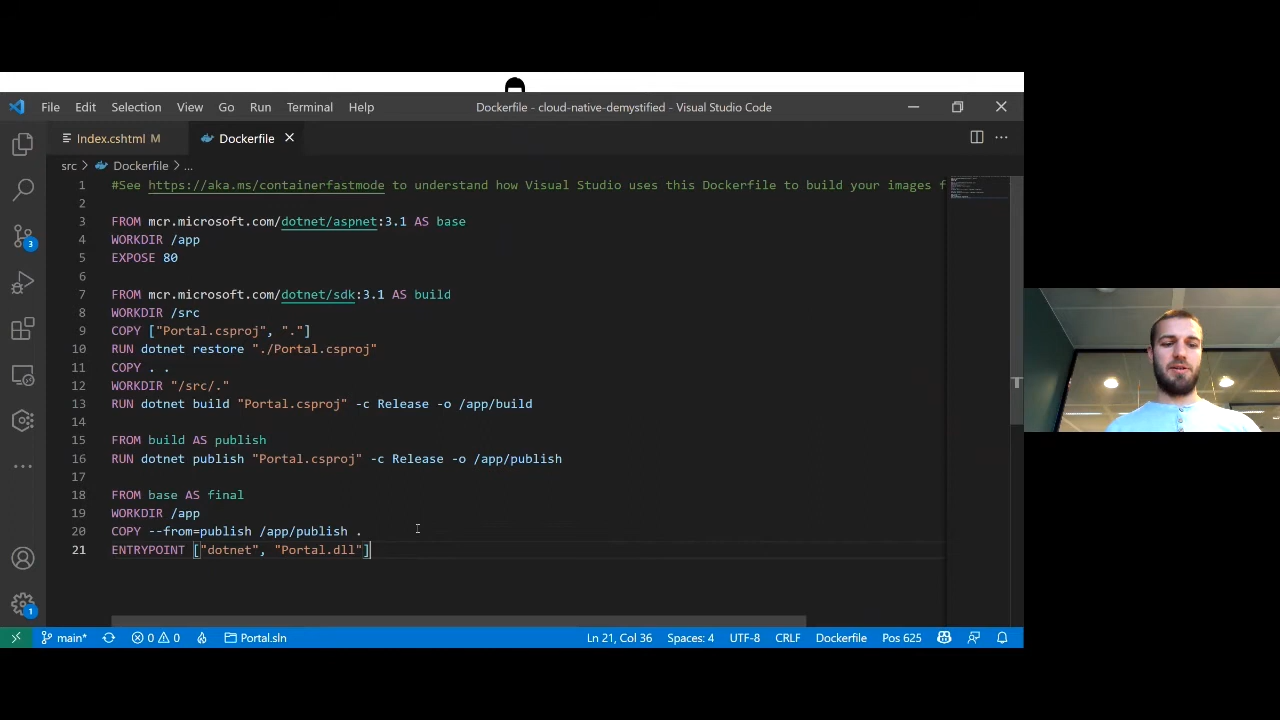 File Edit Selection View Go Run Terminal Help Dockerfile - cloud-native-demystified - Visual Studio Code
Index.cshtml M Dockerfile
src > Dockerfile > ...
1 #See https://aka.ms/containerfastmode to understand how Visual Studio uses this Dockerfile to build your images f
2
3 FROM mcr.microsoft.com/dotnet/aspnet:3.1 AS base
4 WORKDIR /app
5 EXPOSE 80
6
7 FROM mcr.microsoft.com/dotnet/sdk:3.1 AS build
8 WORKDIR /src
9 COPY ["Portal.csproj", "."]
10 RUN dotnet restore "./Portal.csproj"
11 COPY . .
12 WORKDIR "/src/."
13 RUN dotnet build "Portal.csproj" -c Release -o /app/build
14
15 FROM build AS publish
16 RUN dotnet publish "Portal.csproj" -c Release -o /app/publish
17
18 FROM base AS final
19 WORKDIR /app
20 COPY --from=publish /app/publish .
21 ENTRYPOINT ["dotnet", "Portal.dll"]
3
1
main* 0 0 Portal.sln Ln 21, Col 36 Spaces: 4 UTF-8 CRLF Dockerfile Pos 625